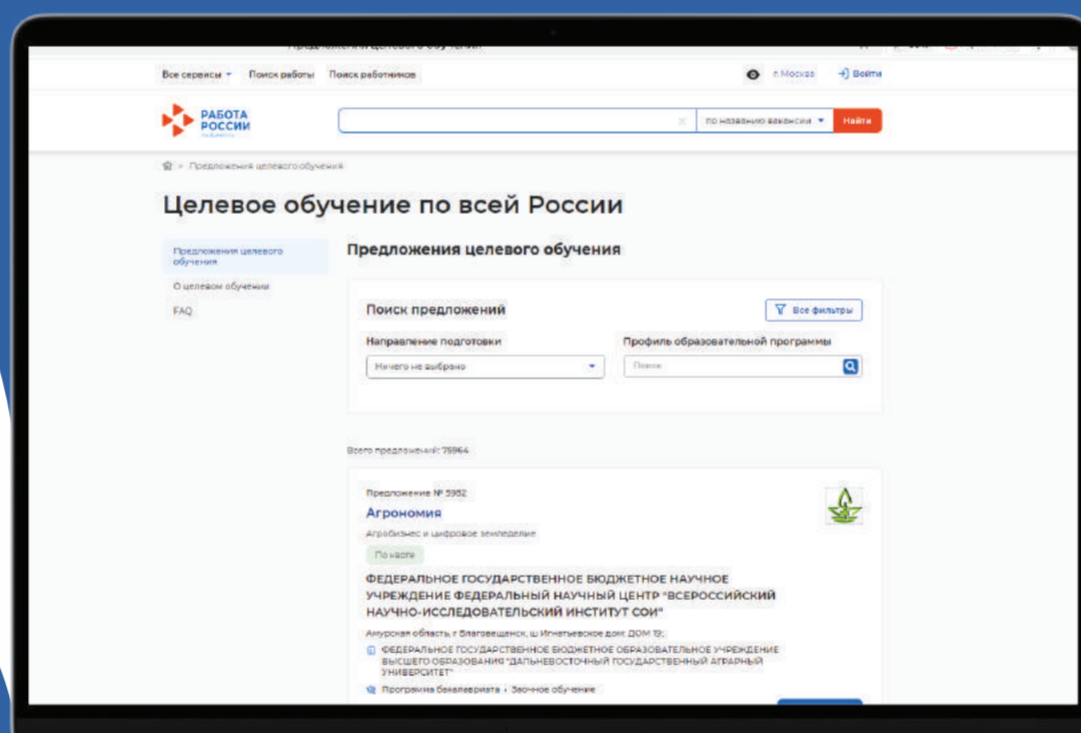 Все сервисы
Поиск работы
Поиск работников
г.Москва
Войти
РАБОТА
РОССИИ
по названию вакансии
Найти
Предложения целевого обучения
Целевое обучение по всей России
Предложения целевого
обучения
О целевом обучении
FAQ
Предложения целевого обучения
Поиск предложений
Все фильтры
Направление подготовки
Профиль образовательной программы
Ничего не выбрано
Поиск
Всего предложений: 75964
Предложение № 5952
Агрономия
Агробизнес и цифровое земледелие
По квоте
ФЕДЕРАЛЬНОЕ ГОСУДАРСТВЕННОЕ БЮДЖЕТНОЕ НАУЧНОЕ
УЧРЕЖДЕНИЕ ФЕДЕРАЛЬНЫЙ НАУЧНЫЙ ЦЕНТР "ВСЕРОССИЙСКИЙ
НАУЧНО-ИССЛЕДОВАТЕЛЬСКИЙ ИНСТИТУТ СОИ"
Амурская область, г Благовещенск, ш Игнатьевское дом: ДОМ 19;
ФЕДЕРАЛЬНОЕ ГОСУДАРСТВЕННОЕ БЮДЖЕТНОЕ ОБРАЗОВАТЕЛЬНОЕ УЧРЕЖДЕНИЕ
ВЫСШЕГО ОБРАЗОВАНИЯ "ДАЛЬНЕВОСТОЧНЫЙ ГОСУДАРСТВЕННЫЙ АГРАРНЫЙ
УНИВЕРСИТЕТ"
Программа бакалавриата • Заочное обучение